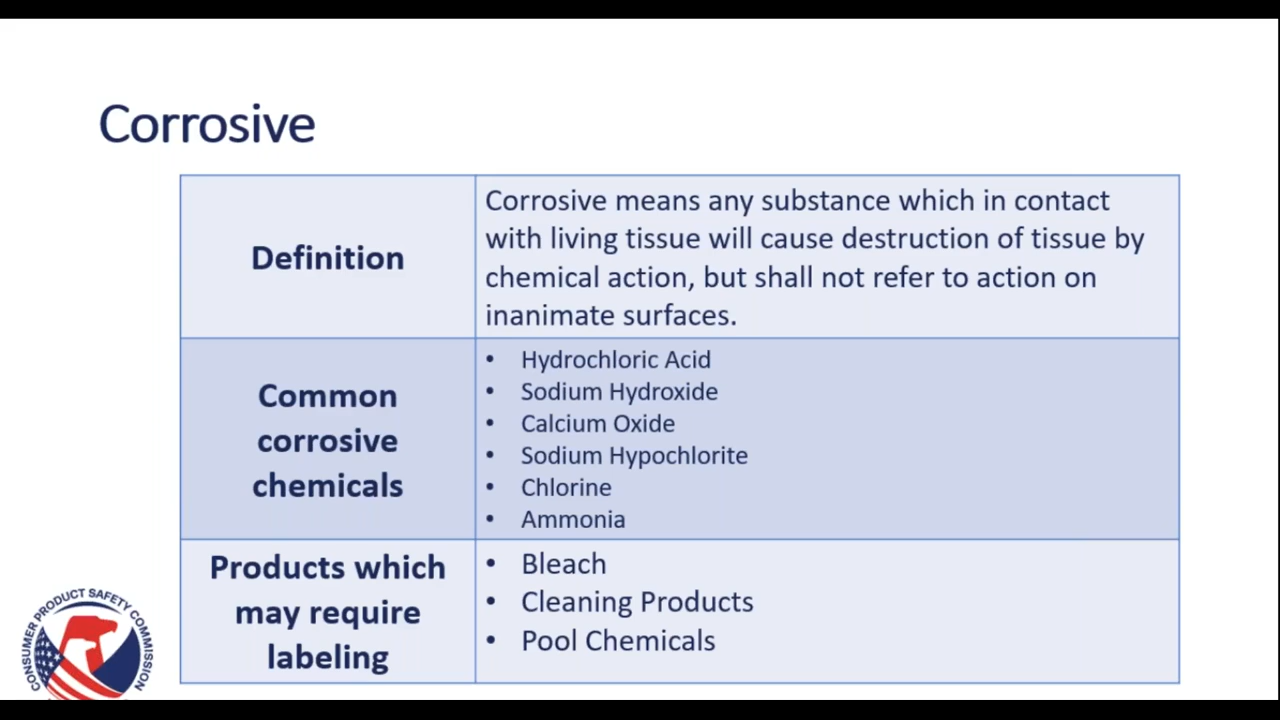 Corrosive
Definition
Corrosive means any substance which in contact
with living tissue will cause destruction of tissue by
chemical action, but shall not refer to action on
inanimate surfaces.
Common
corrosive
chemicals
• Hydrochloric Acid
• Sodium Hydroxide
• Calcium Oxide
• Sodium Hypochlorite
• Chlorine
• Ammonia
Products which
may require
labeling
• Bleach
• Cleaning Products
• Pool Chemicals
CONSUMER PRODUCT SAFETY COMMISSION